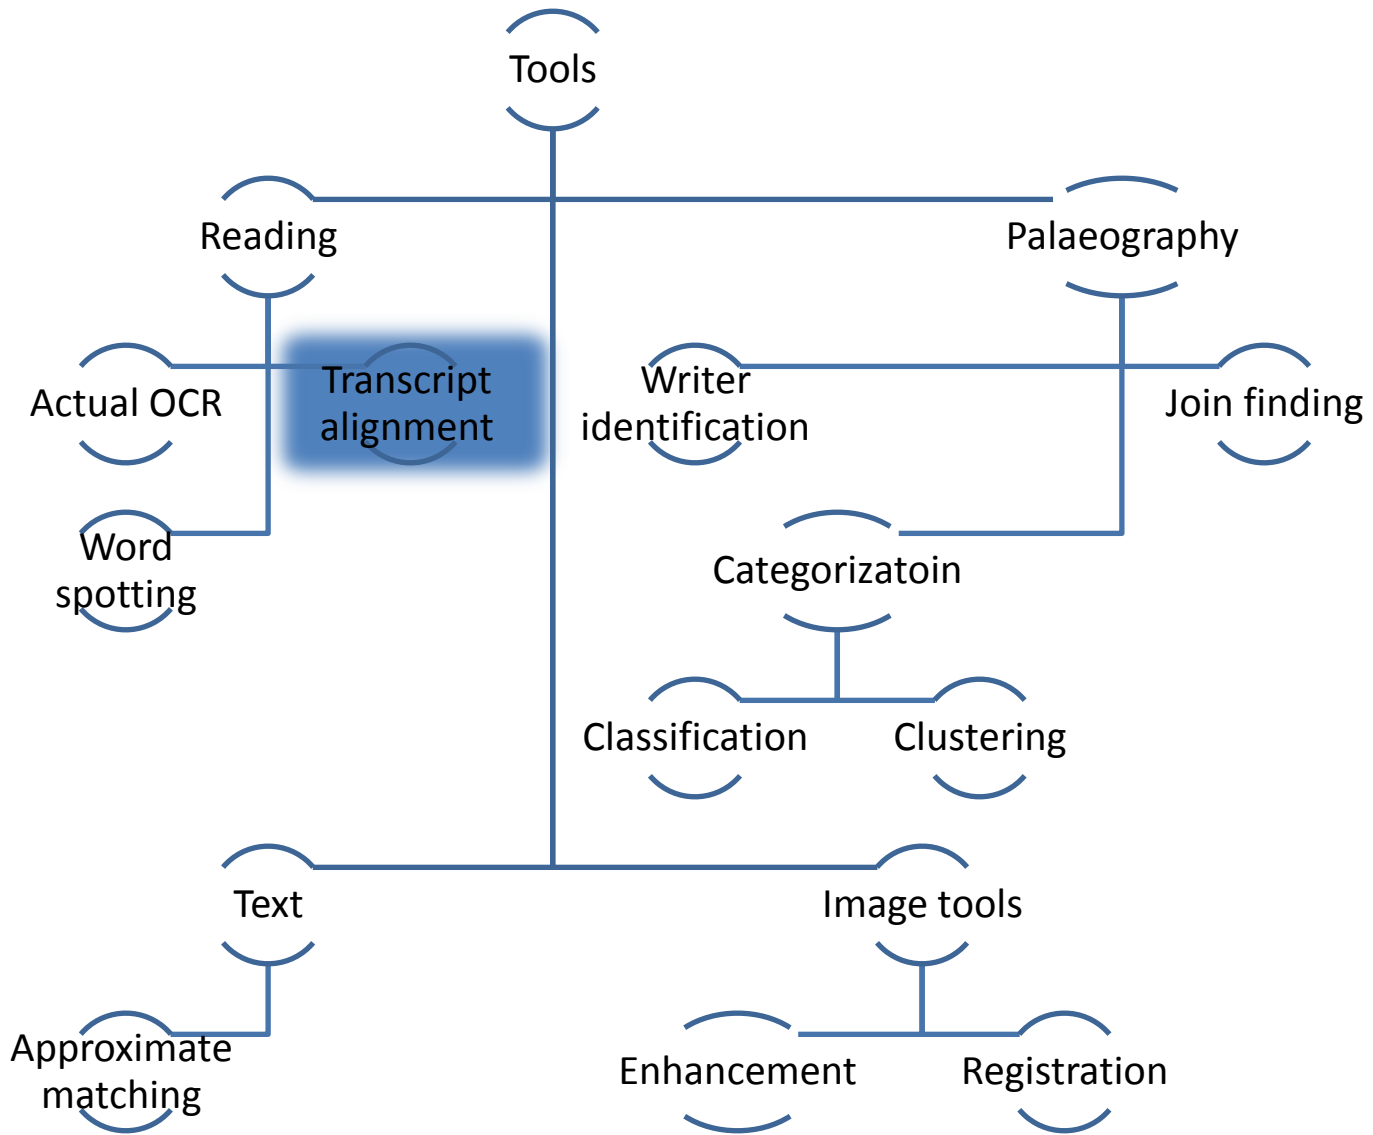 Tools
Reading
Palaeography
Actual OCR
Transcript
alignment
Writer
identification
Join finding
Word
spotting
Categorizatoin
Classification
Clustering
Text
Image tools
Approximate
matching
Enhancement
Registration